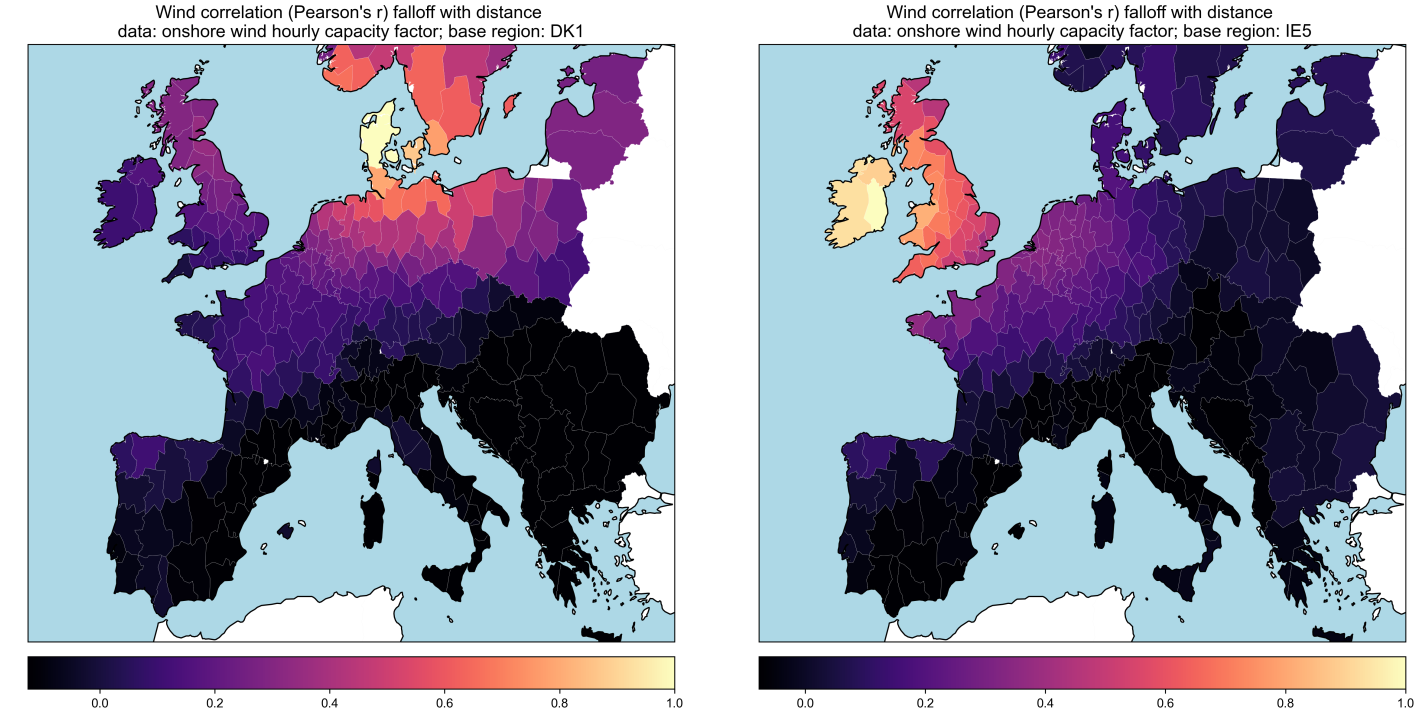 Wind correlation (Pearson's r) falloff with distance
data: onshore wind hourly capacity factor; base region: DK1
0.0 0.2 0.4 0.6 0.8 1.0
Wind correlation (Pearson's r) falloff with distance
data: onshore wind hourly capacity factor; base region: IE5
0.0 0.2 0.4 0.6 0.8 1.0